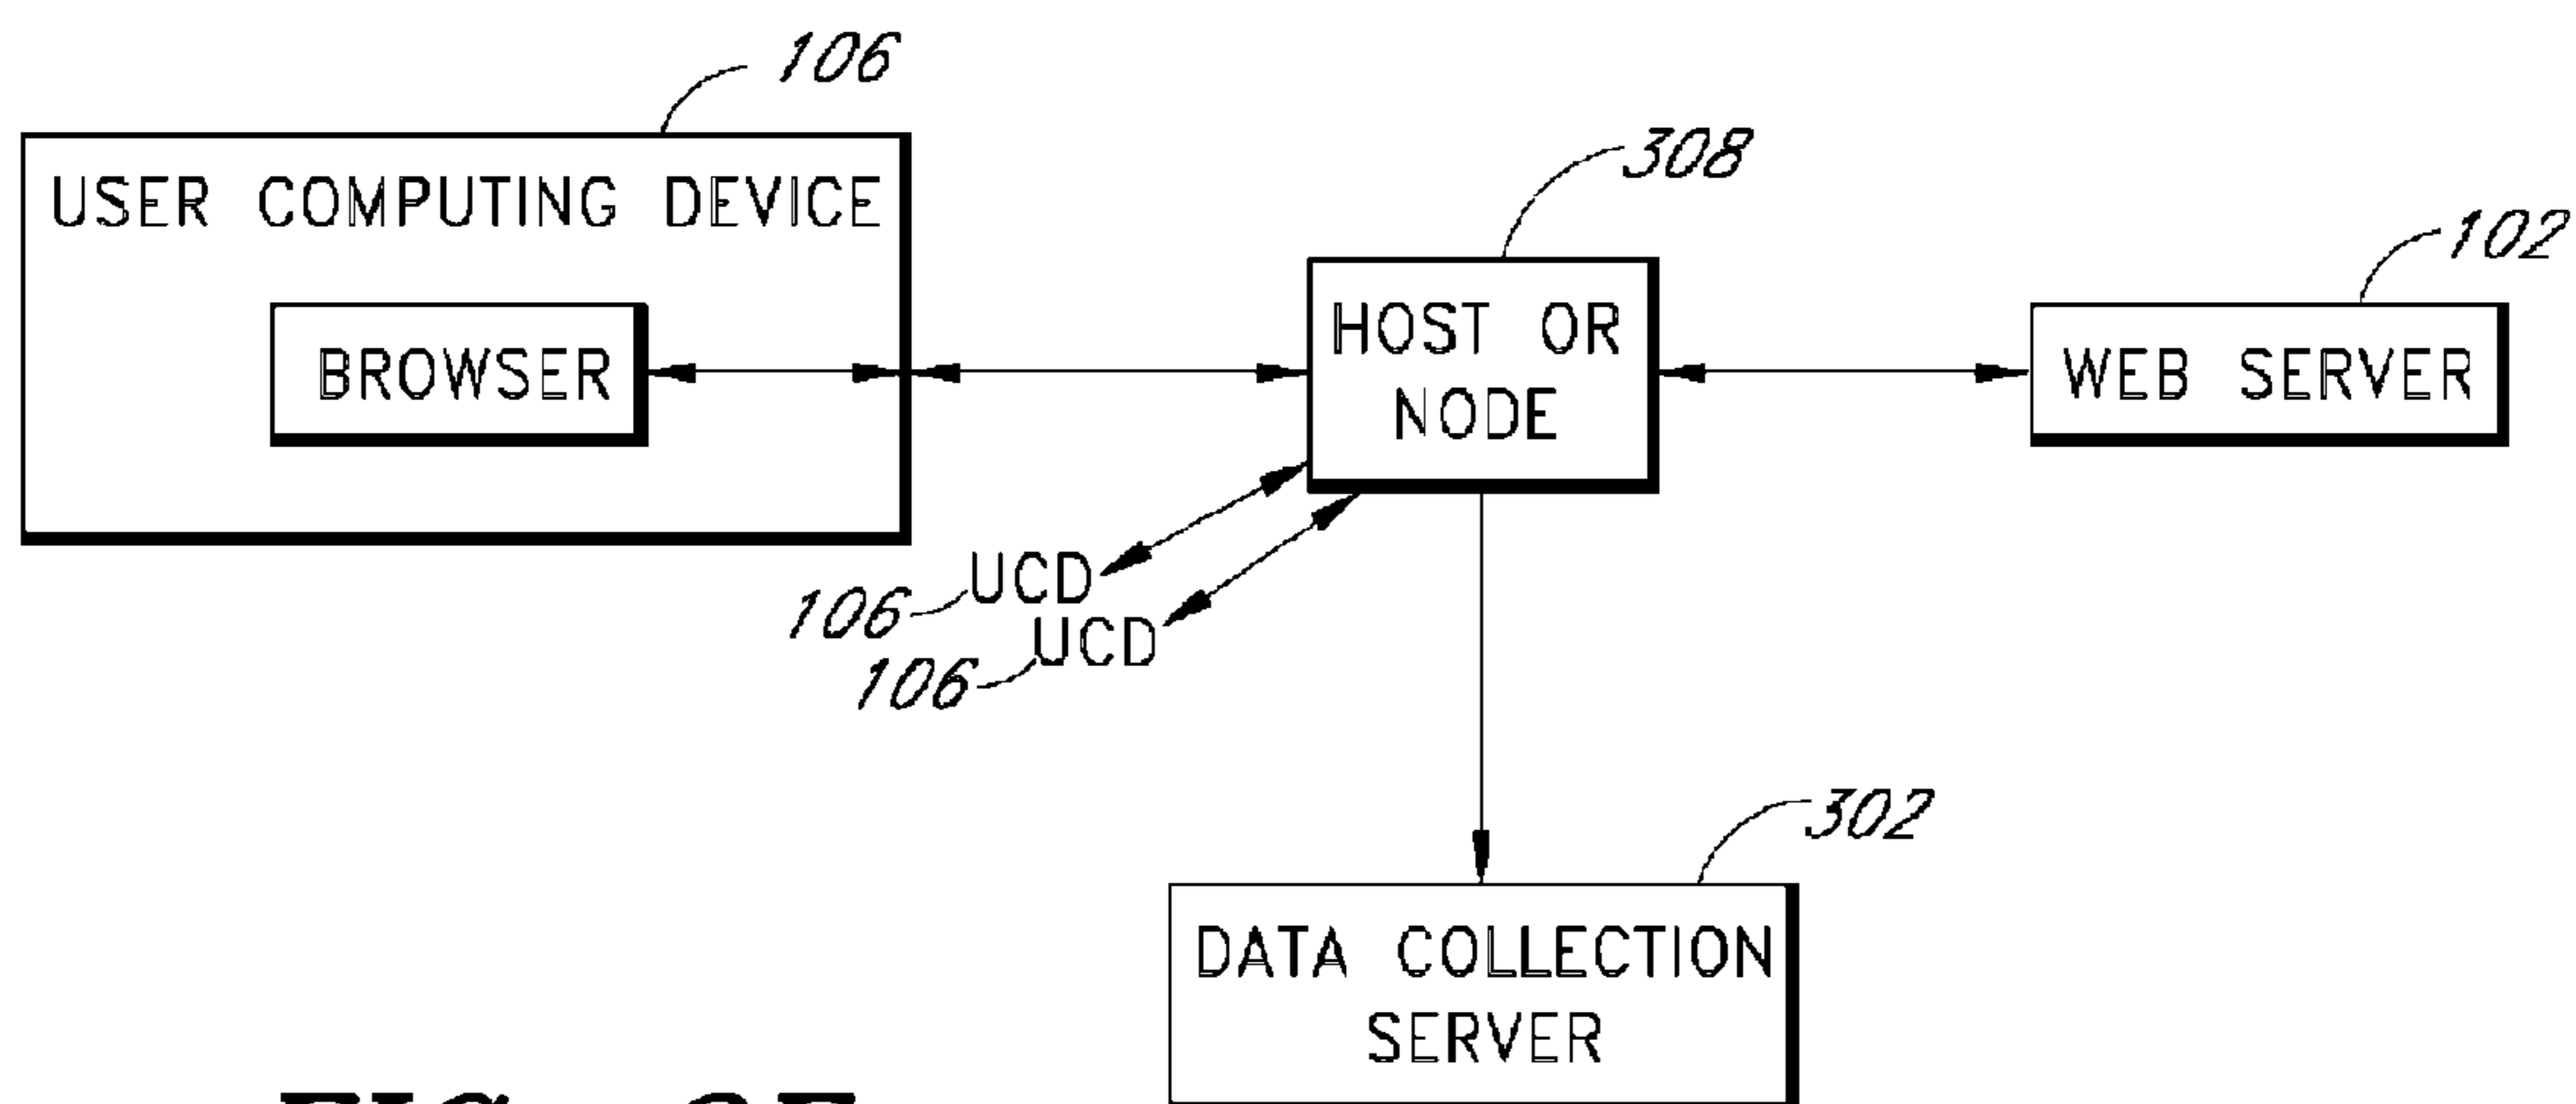 106
USER COMPUTING DEVICE
308
102
HOST OR
NODE
WEB SERVER
BROWSER
UCD
106
UCD
106
302
DATA COLLECTION
SERVER